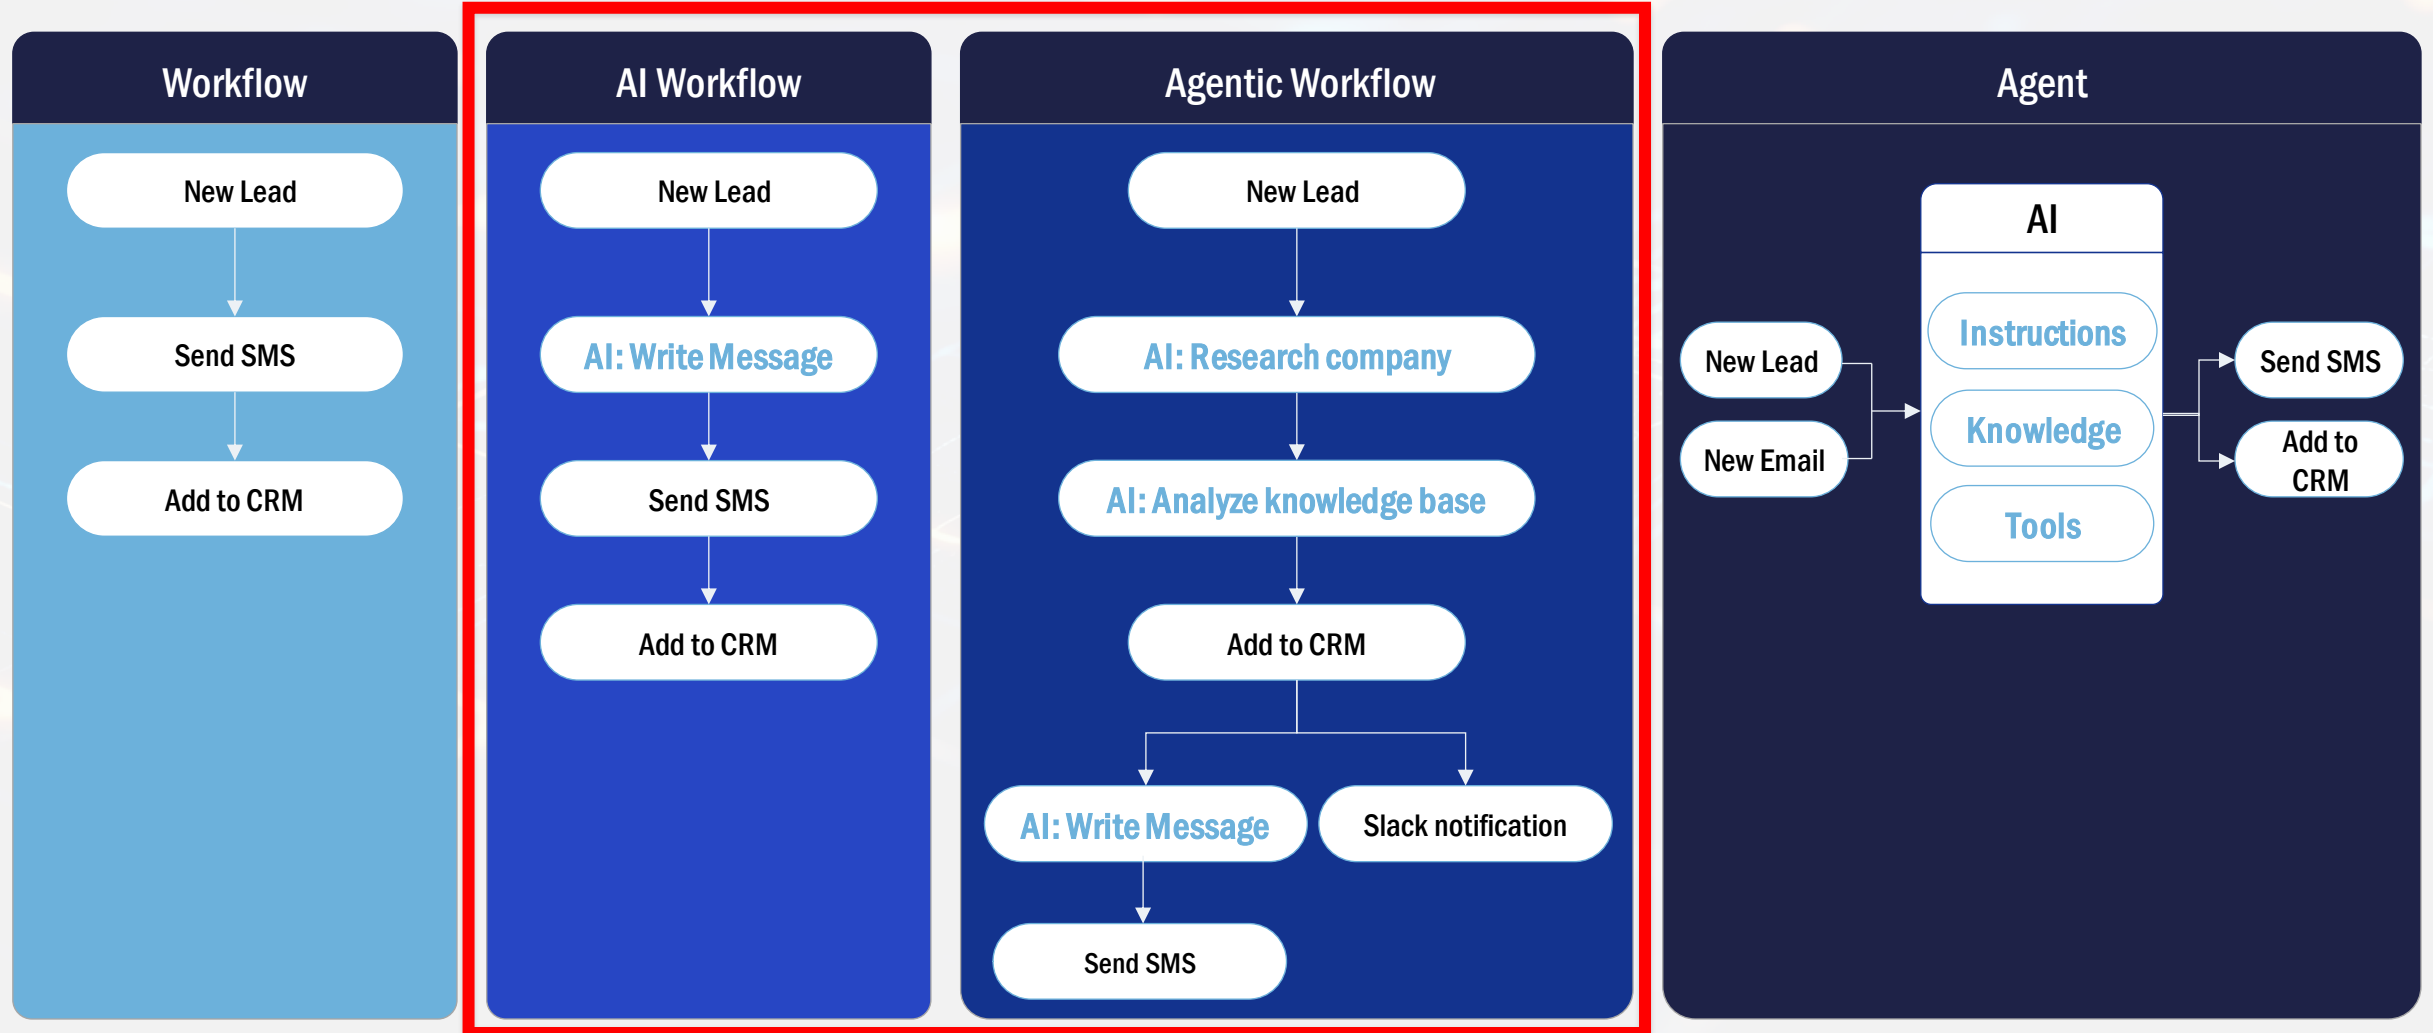 Workflow
New Lead
Send SMS
Add to CRM
AI Workflow
New Lead
AI: Write Message
Send SMS
Add to CRM
Agentic Workflow
New Lead
AI: Research company
AI: Analyze knowledge base
Add to CRM
AI: Write Message
Slack notification
Send SMS
Agent
New Lead
New Email
AI
Instructions
Knowledge
Tools
Send SMS
Add to
CRM